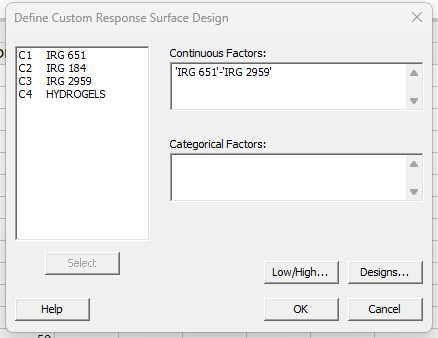 Define Custom Response Surface Design
C1 IRG 651
C2 IRG 184
C3 IRG 2959
C4 HYDROGELS
Continuous Factors:
'IRG 651'-'IRG 2959'
Categorical Factors:
Select
Low/High...
Designs...
Help
OK
Cancel